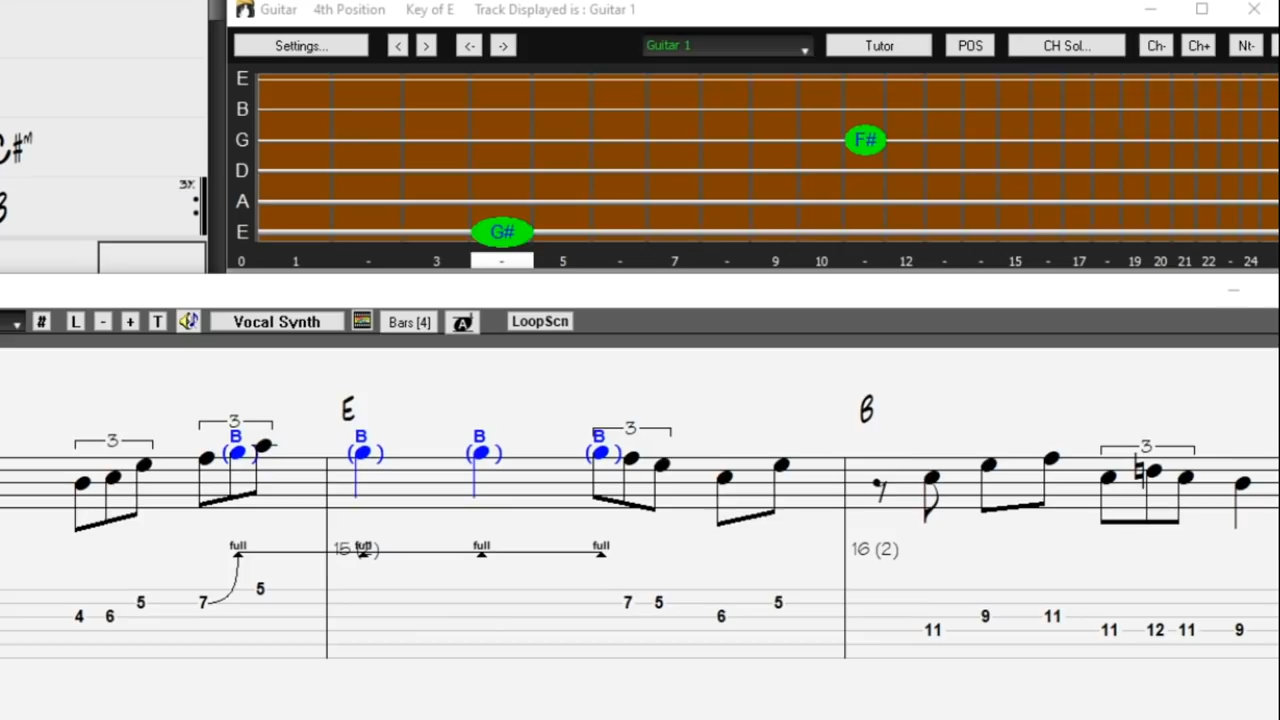 Guitar 4th Position Key of E Track Displayed is : Guitar 1
Settings... < > <- -> Guitar 1 Tutor POS CH Sol... Ch- Ch+ Nt-
E
B
G F#
D
A
E G#
0 1 - 3 - 5 - 7 - 9 10 - 12 - - 15 - 17 - 19 20 21 22 - 24
C#m
3x
B
# L - + T Vocal Synth Bars [4] A LoopScn
E B
3 3 3 3
B B B B
full full full full
15 (2) 16 (2)
4 6 5 7 5 7 5 6 5 11 9 11 11 12 11 9